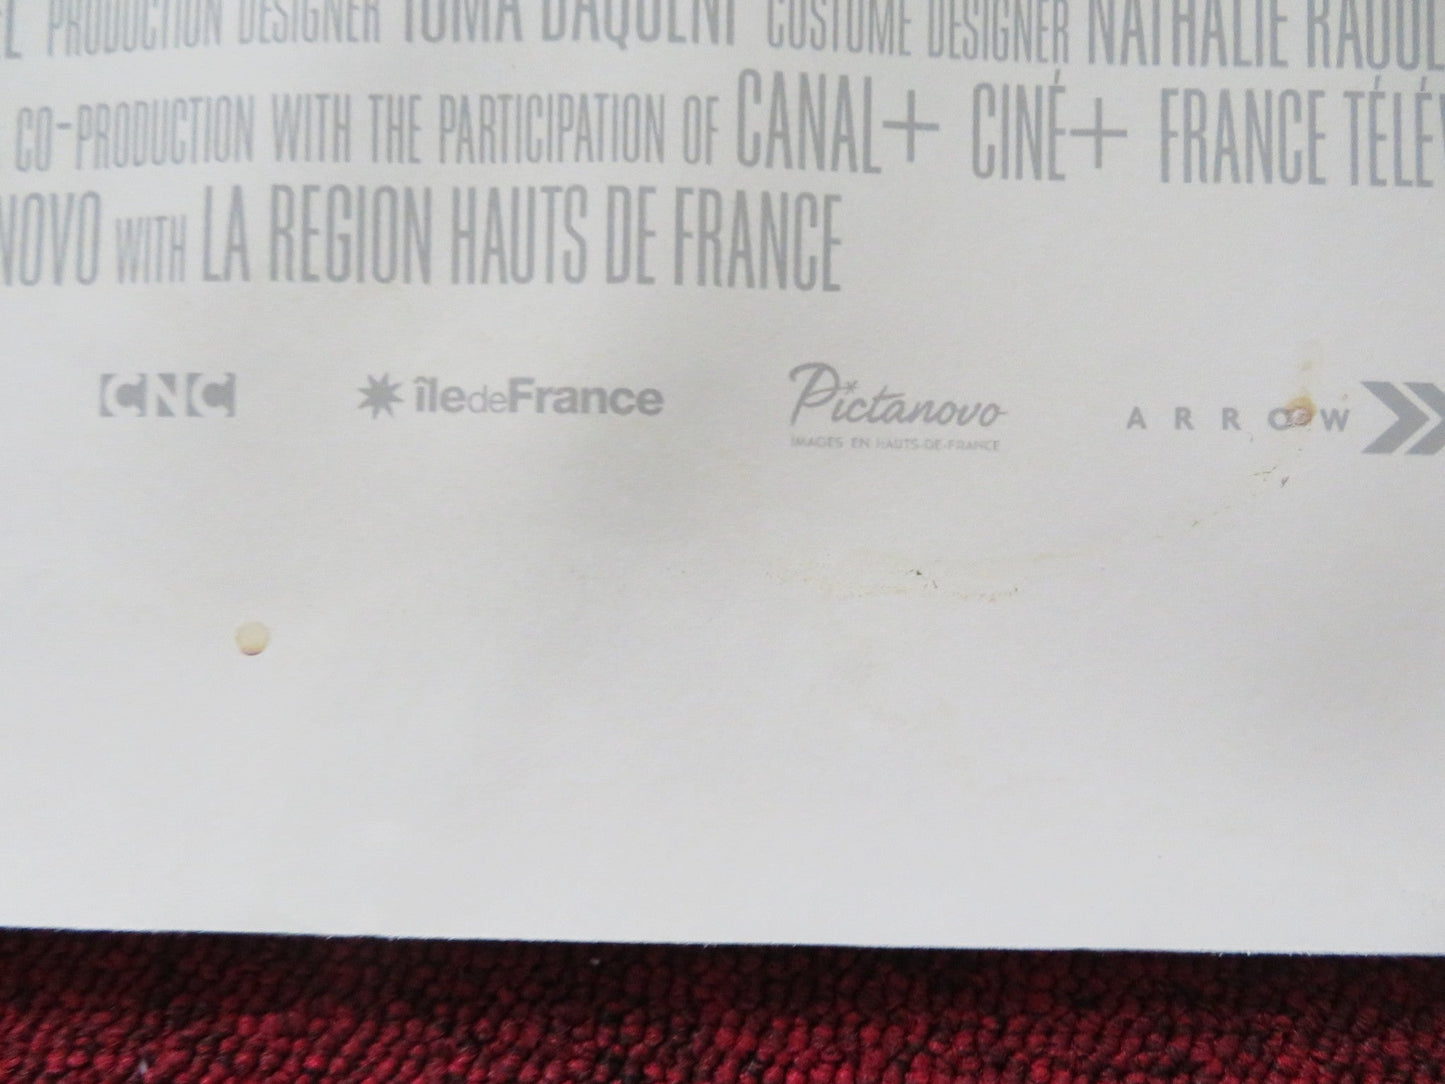 PRODUCTION DESIGNER TOMA BAQUENI COSTUME DESIGNER NATHALIE RAOUL
CO-PRODUCTION WITH THE PARTICIPATION OF CANAL+ CINÉ+ FRANCE TÉLÉV
NOVO WITH LA REGION HAUTS DE FRANCE
CNC îledeFrance Pictanovo ARROW
IMAGES EN HAUTS-DE-FRANCE